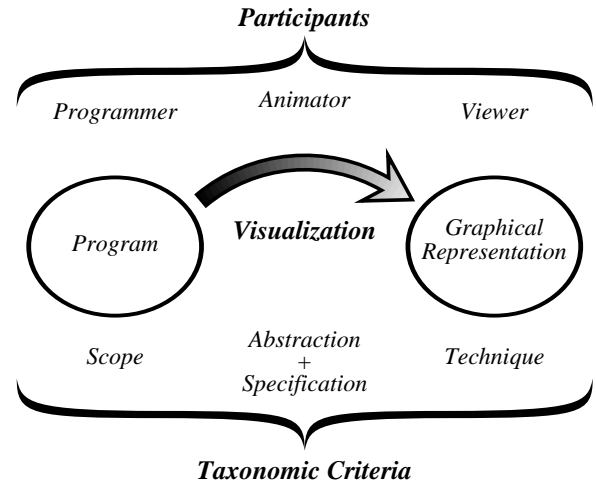 Participants
Programmer
Animator
Viewer
Program
Visualization
Graphical
Representation
Scope
Abstraction
+
Specification
Technique
Taxonomic Criteria